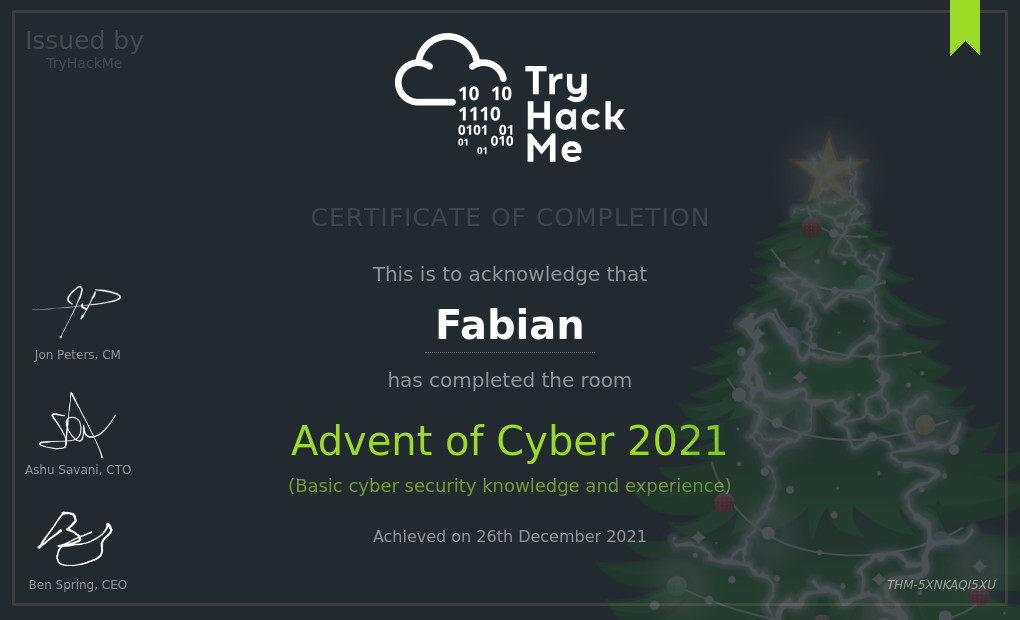 Issued by
TryHackMe
10 10
1110
0101 01
01 010
01
Try
Hack
Me
CERTIFICATE OF COMPLETION
This is to acknowledge that
Fabian
has completed the room
Advent of Cyber 2021
(Basic cyber security knowledge and experience)
Achieved on 26th December 2021
Jon Peters, CM
Ashu Savani, CTO
Ben Spring, CEO
THM-5XNKAQI5XU